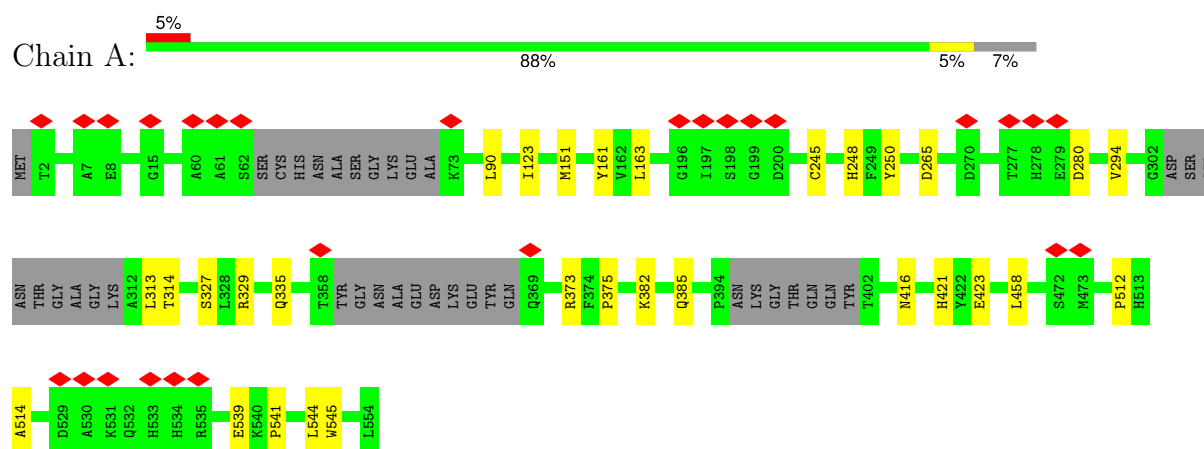 5%
Chain A:
88% 5% 7%
MET T2 A7 E8 G15 A60 A61 S62 SER CYS HIS ASN ALA SER GLY LYS GLU ALA K73 L90 I123 M151 Y161 V162 L163 G196 I197 S198 G199 D200 C245 H248 F249 Y250 D265 D270 T277 H278 E279 D280 V294 G302 ASP SER
ASN THR GLY ALA GLY LYS A312 L313 T314 S327 L328 R329 Q335 T358 TYR GLY ASN ALA GLU ASP LYS GLU TYR GLN Q369 R373 F374 P375 K382 Q385 P394 ASN LYS GLY THR GLN GLN TYR T402 N416 H421 Y422 E423 L458 S472 M473 P512 H513
A514 D529 A530 K531 Q532 H533 H534 R535 E539 K540 P541 L544 W545 L554